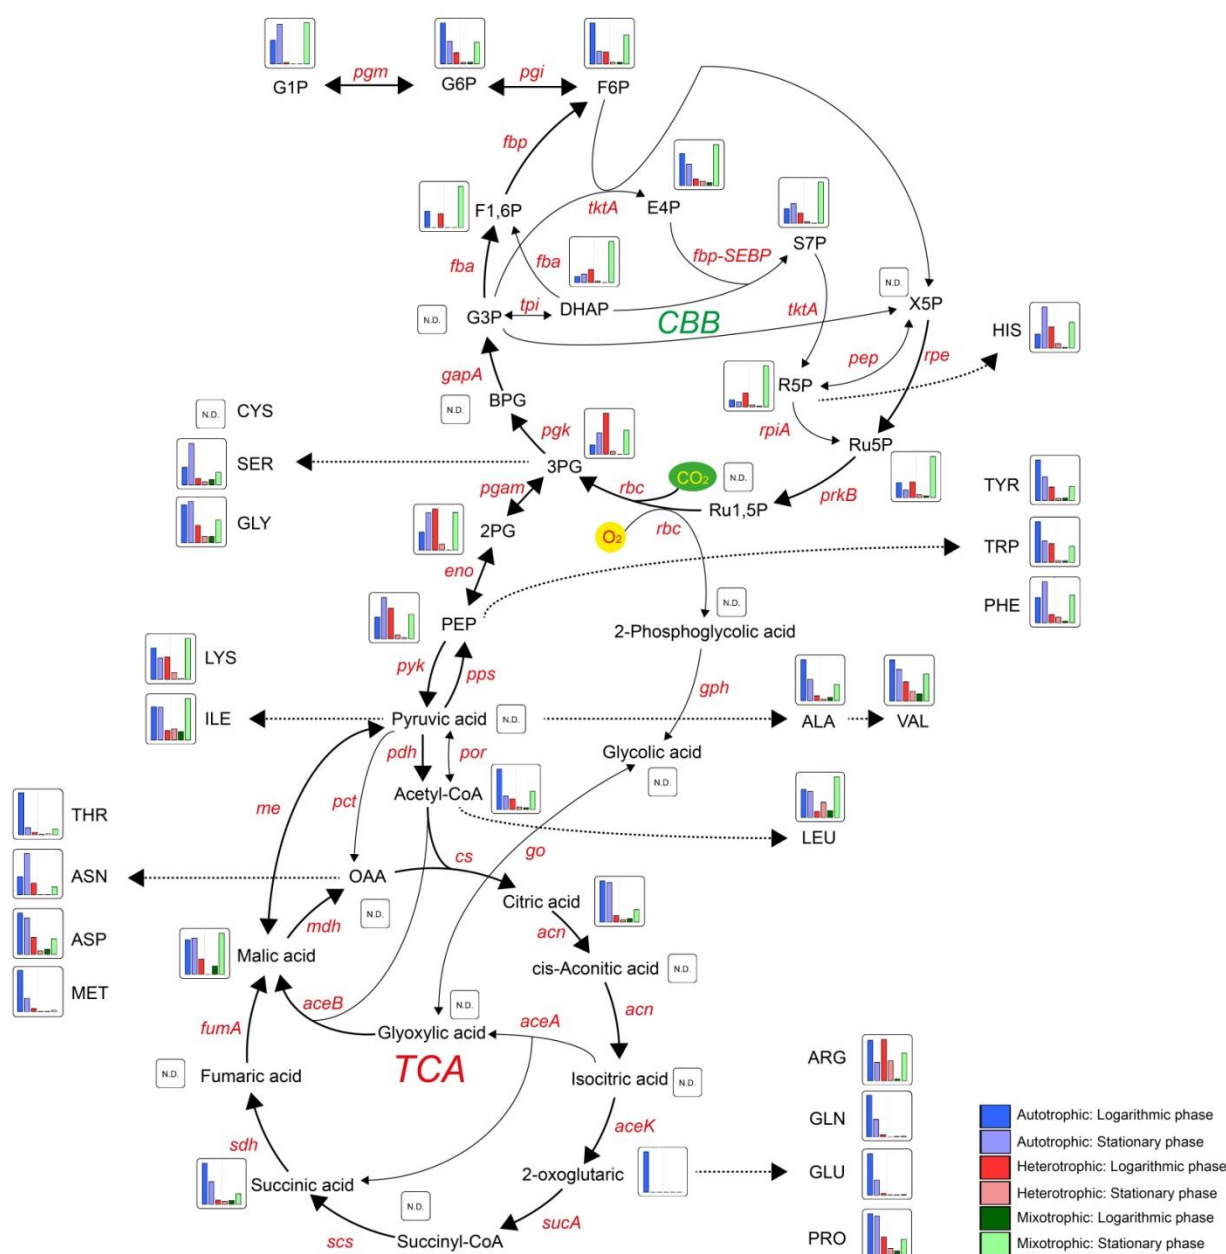 G1P
pgm
G6P
pgi
F6P
fbp
F1,6P
tktA
E4P
fbp-SEBP
S7P
fba
fba
DHAP
tpi
N.D.
G3P
CBB
tktA
N.D.
X5P
HIS
gapA
N.D.
BPG
R5P
pep
rpe
rpiA
Ru5P
N.D.
CYS
SER
GLY
pgk
3PG
pgam
rbc
CO2
N.D.
Ru1,5P
prkB
TYR
2PG
O2
rbc
TRP
eno
PEP
N.D.
2-Phosphoglycolic acid
PHE
LYS
ILE
pyk
pps
gph
Pyruvic acid
N.D.
ALA
VAL
pdh
por
Glycolic acid
N.D.
Acetyl-CoA
LEU
me
pct
THR
ASN
ASP
MET
OAA
N.D.
cs
go
Citric acid
mdh
acn
Malic acid
cis-Aconitic acid
N.D.
acn
fumA
aceB
N.D.
Glyoxylic acid
aceA
TCA
N.D.
Fumaric acid
Isocitric acid
N.D.
aceK
sdh
Succinic acid
2-oxoglutaric
N.D.
scs
Succinyl-CoA
sucA
ARG
GLN
GLU
PRO
Autotrophic: Logarithmic phase
Autotrophic: Stationary phase
Heterotrophic: Logarithmic phase
Heterotrophic: Stationary phase
Mixotrophic: Logarithmic phase
Mixotrophic: Stationary phase